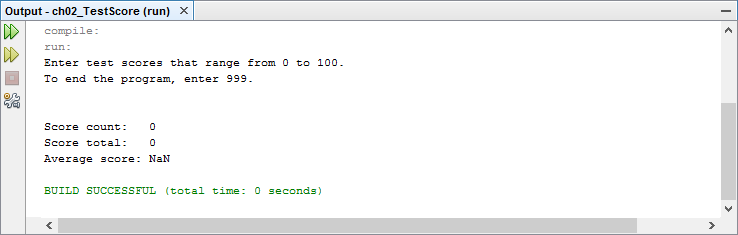 Output - ch02_TestScore (run)
compile:
run:
Enter test scores that range from 0 to 100.
To end the program, enter 999.
Score count:   0
Score total:   0
Average score: NaN
BUILD SUCCESSFUL (total time: 0 seconds)